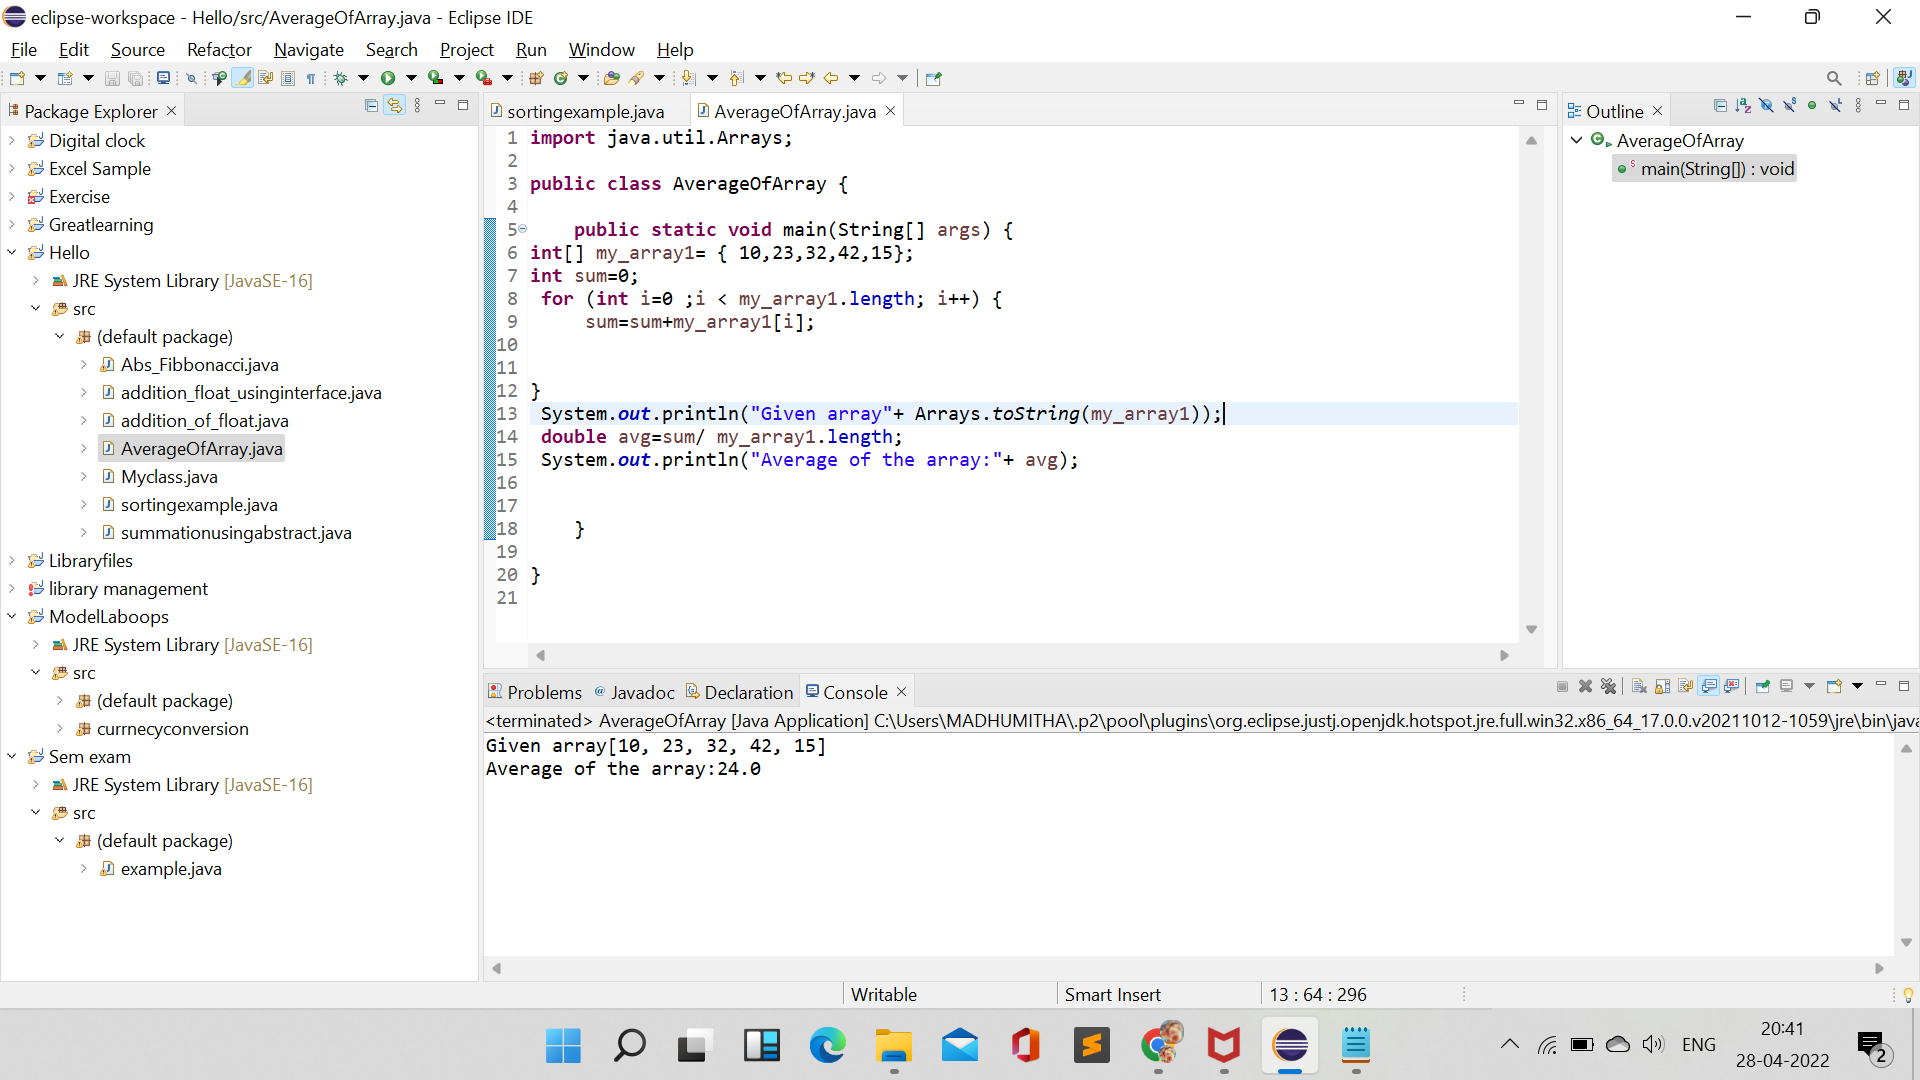 eclipse-workspace - Hello/src/AverageOfArray.java - Eclipse IDE
File Edit Source Refactor Navigate Search Project Run Window Help
Package Explorer
Digital clock
Excel Sample
Exercise
Greatlearning
Hello
JRE System Library [JavaSE-16]
src
(default package)
Abs_Fibbonacci.java
addition_float_usinginterface.java
addition_of_float.java
AverageOfArray.java
Myclass.java
sortingexample.java
summationusingabstract.java
Libraryfiles
library management
ModelLaboops
JRE System Library [JavaSE-16]
src
(default package)
currnecyconversion
Sem exam
JRE System Library [JavaSE-16]
src
(default package)
example.java
sortingexample.java AverageOfArray.java
1 import java.util.Arrays;
2
3 public class AverageOfArray {
4
5 public static void main(String[] args) {
6 int[] my_array1= { 10,23,32,42,15};
7 int sum=0;
8 for (int i=0 ;i < my_array1.length; i++) {
9 sum=sum+my_array1[i];
10
11
12 }
13 System.out.println("Given array"+ Arrays.toString(my_array1));
14 double avg=sum/ my_array1.length;
15 System.out.println("Average of the array:"+ avg);
16
17
18 }
19
20 }
21
Outline
AverageOfArray
main(String[]) : void
Problems Javadoc Declaration Console
<terminated> AverageOfArray [Java Application] C:\Users\MADHUMITHA\.p2\pool\plugins\org.eclipse.justj.openjdk.hotspot.jre.full.win32.x86_64_17.0.0.v20211012-1059\jre\bin\java
Given array[10, 23, 32, 42, 15]
Average of the array:24.0
Writable Smart Insert 13 : 64 : 296
ENG
20:41
28-04-2022
2